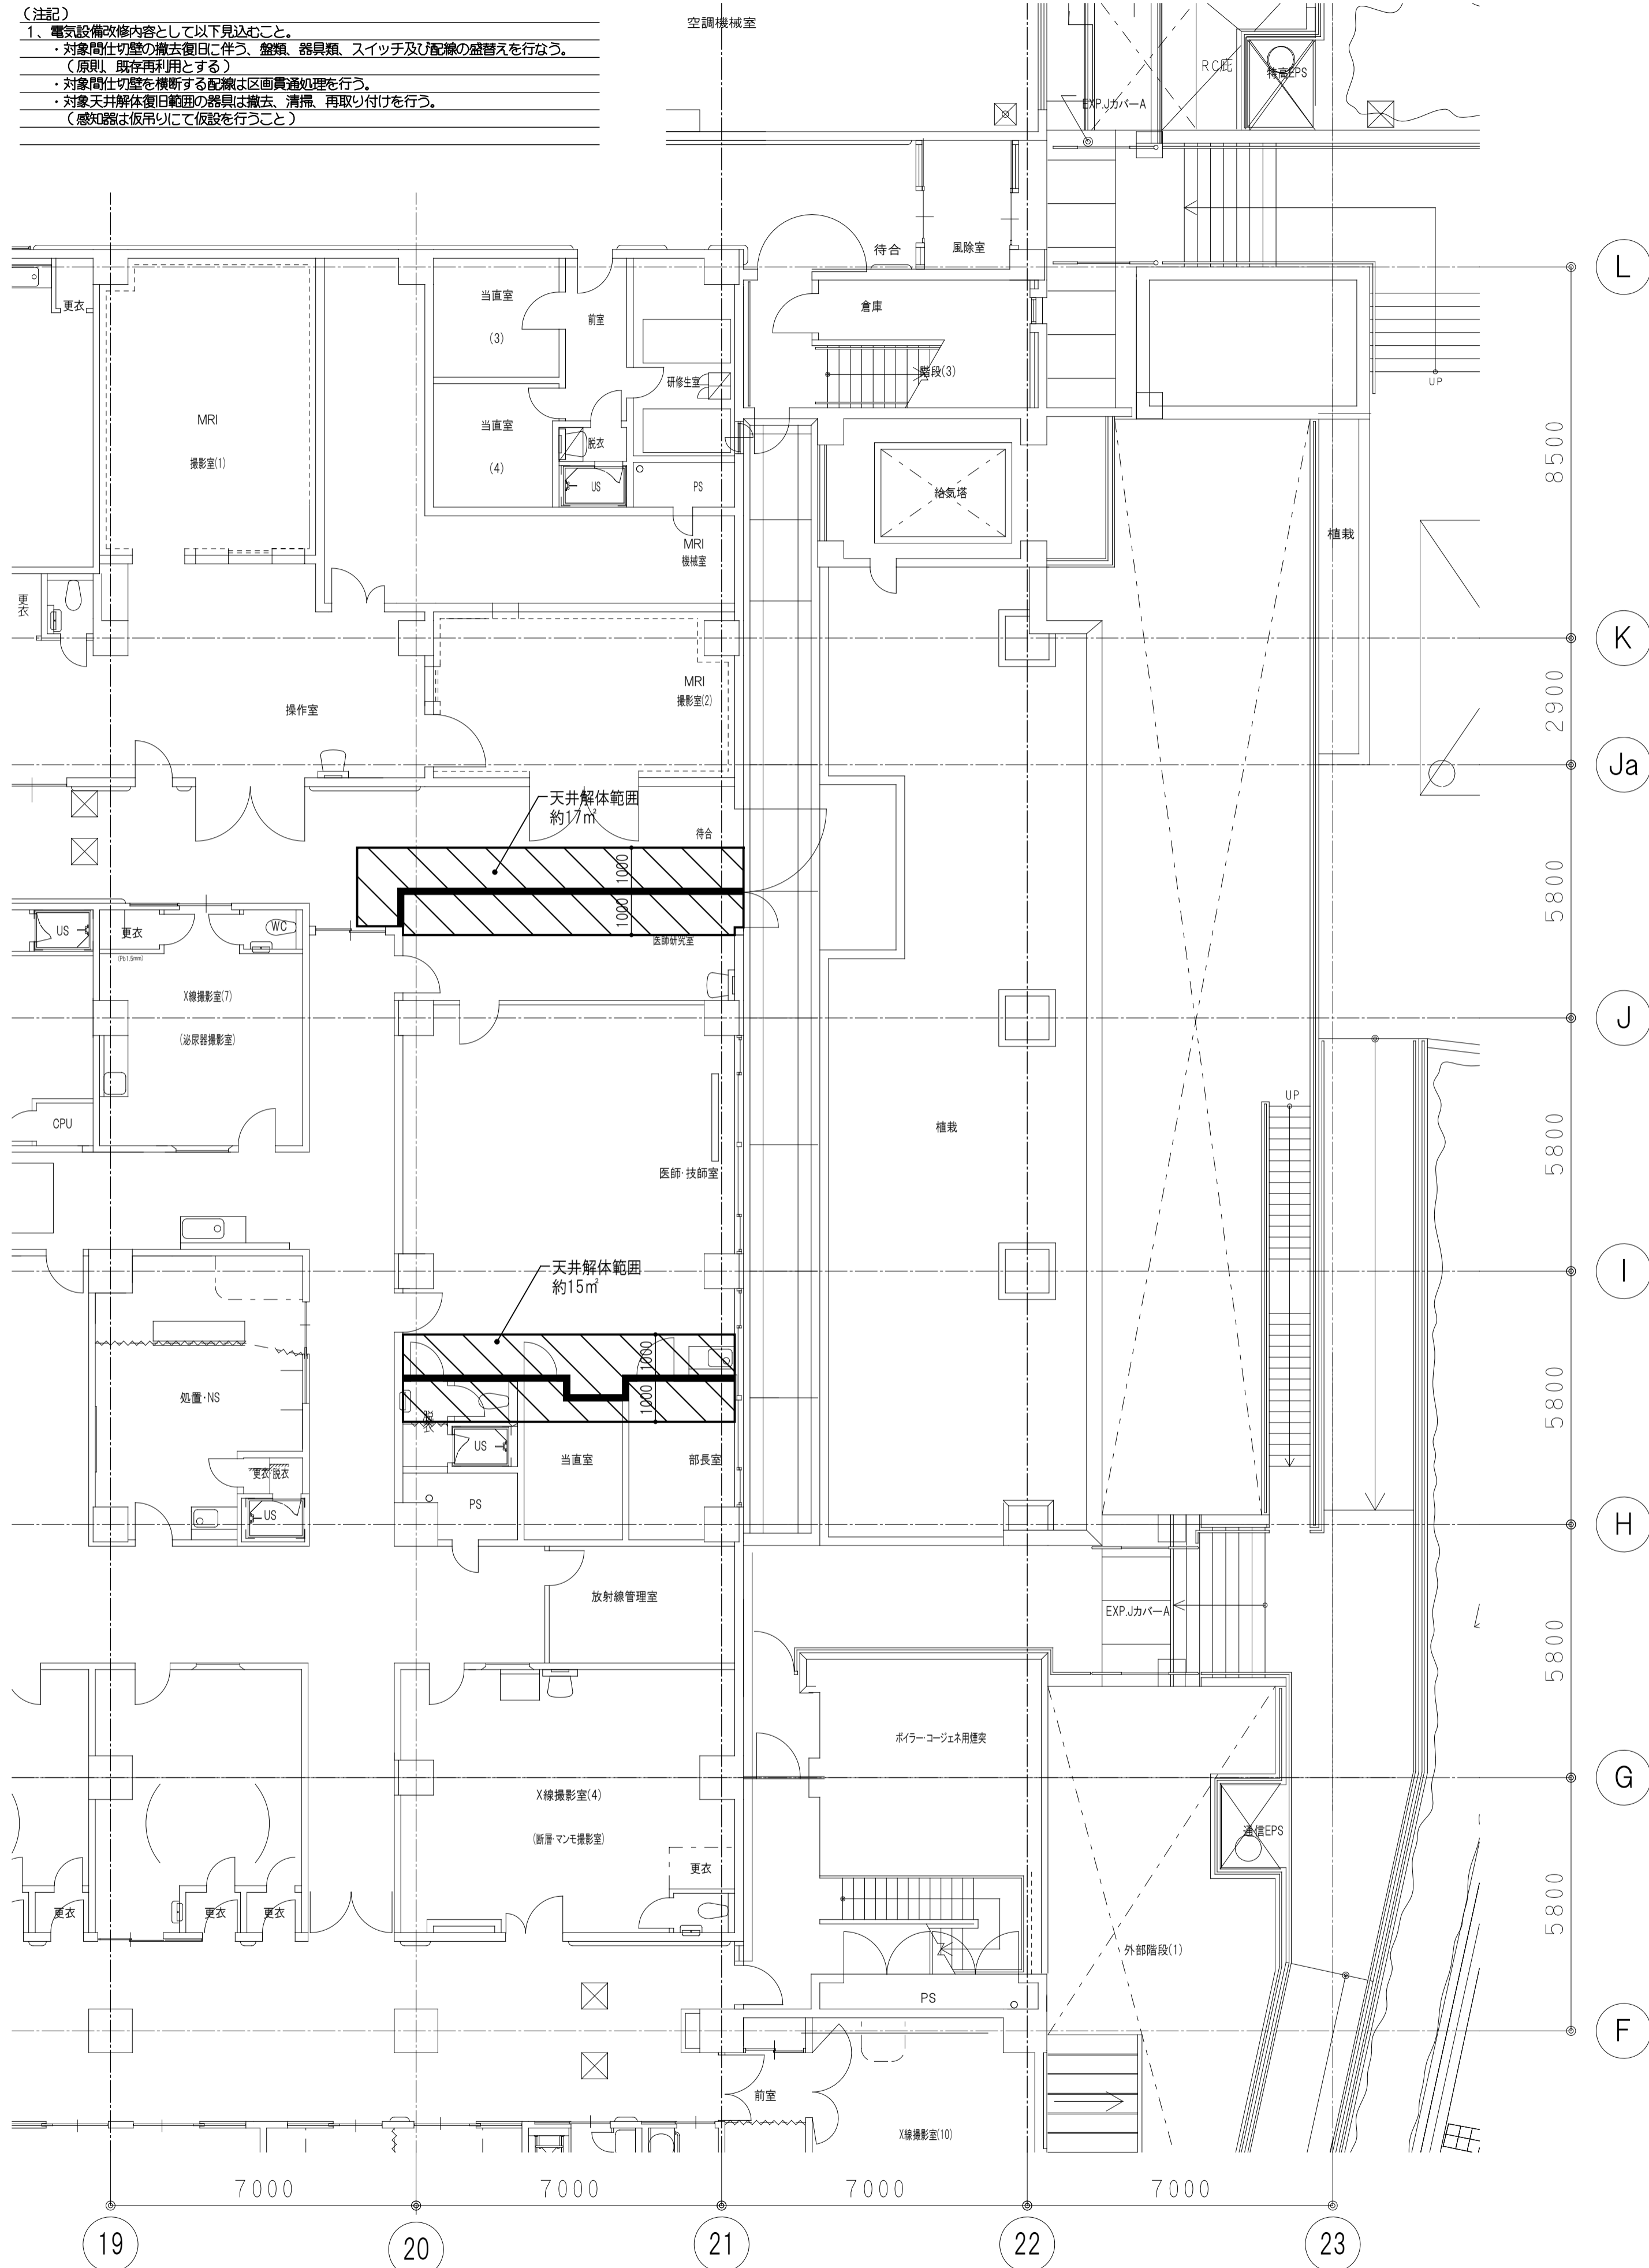 （注記）
1、電気設備改修内容として以下見込むこと。
・対象間仕切壁の撤去復旧に伴う、盤類、器具類、スイッチ及び配線の盛替えを行なう。
（原則、既存再利用とする）
・対象間仕切壁を横断する配線は区画貫通処理を行う。
・対象天井解体復旧範囲の器具は撤去、清掃、再取り付けを行う。
（感知器は仮吊りにて仮設を行うこと）
空調機械室
RC庇
特高EPS
EXP.JカバーA
待合
風除室
L
更衣
当直室
(3)
前室
倉庫
研修生室
階段(3)
UP
MRI
撮影室(1)
当直室
(4)
脱衣
US
PS
給気塔
8500
植栽
MRI
機械室
更衣
K
MRI
撮影室(2)
操作室
2900
Ja
天井解体範囲
約17㎡
待合
1000
1000
5800
US
更衣
WC
医師研究室
(Pb1.5mm)
X線撮影室(7)
(泌尿器撮影室)
J
CPU
UP
植栽
5800
医師・技師室
天井解体範囲
約15㎡
I
1000
1000
処置・NS
5800
US
当直室
部長室
更衣・脱衣
US
PS
H
放射線管理室
EXP.JカバーA
5800
ボイラー・コージェネ用煙突
G
X線撮影室(4)
(断層・マンモ撮影室)
通信EPS
更衣
更衣
更衣
更衣
5800
外部階段(1)
PS
F
前室
X線撮影室(10)
7000
7000
7000
7000
19
20
21
22
23